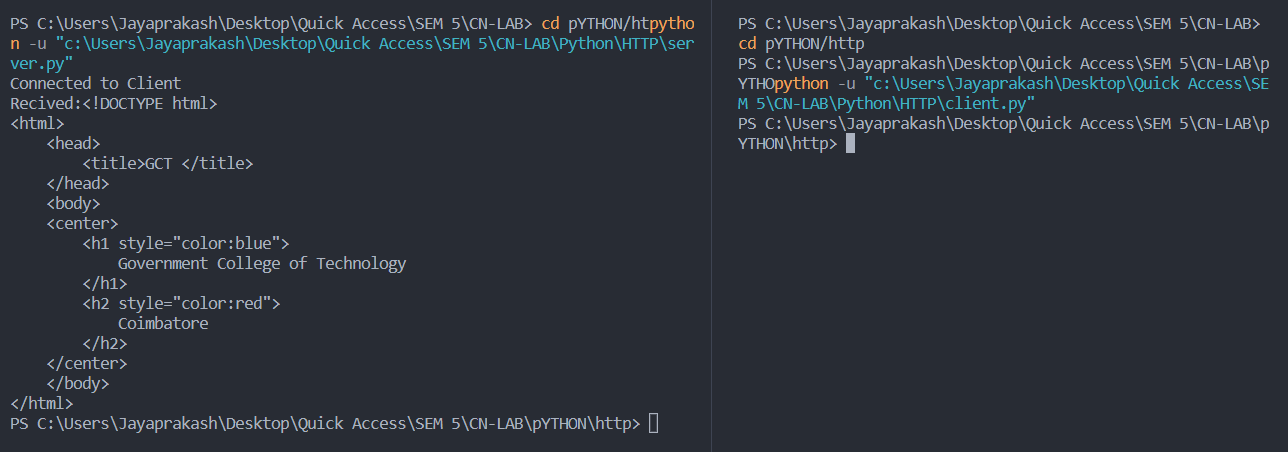 PS C:\Users\Jayaprakash\Desktop\Quick Access\SEM 5\CN-LAB> cd pYTHON/htpytho
n -u "c:\Users\Jayaprakash\Desktop\Quick Access\SEM 5\CN-LAB\Python\HTTP\ser
ver.py"
Connected to Client
Recived:<!DOCTYPE html>
<html>
    <head>
        <title>GCT </title>
    </head>
    <body>
    <center>
        <h1 style="color:blue">
            Government College of Technology
        </h1>
        <h2 style="color:red">
            Coimbatore
        </h2>
    </center>
    </body>
</html>
PS C:\Users\Jayaprakash\Desktop\Quick Access\SEM 5\CN-LAB\pYTHON\http>
PS C:\Users\Jayaprakash\Desktop\Quick Access\SEM 5\CN-LAB>
cd pYTHON/http
PS C:\Users\Jayaprakash\Desktop\Quick Access\SEM 5\CN-LAB\p
YTHOpython -u "c:\Users\Jayaprakash\Desktop\Quick Access\SE
M 5\CN-LAB\Python\HTTP\client.py"
PS C:\Users\Jayaprakash\Desktop\Quick Access\SEM 5\CN-LAB\p
YTHON\http>